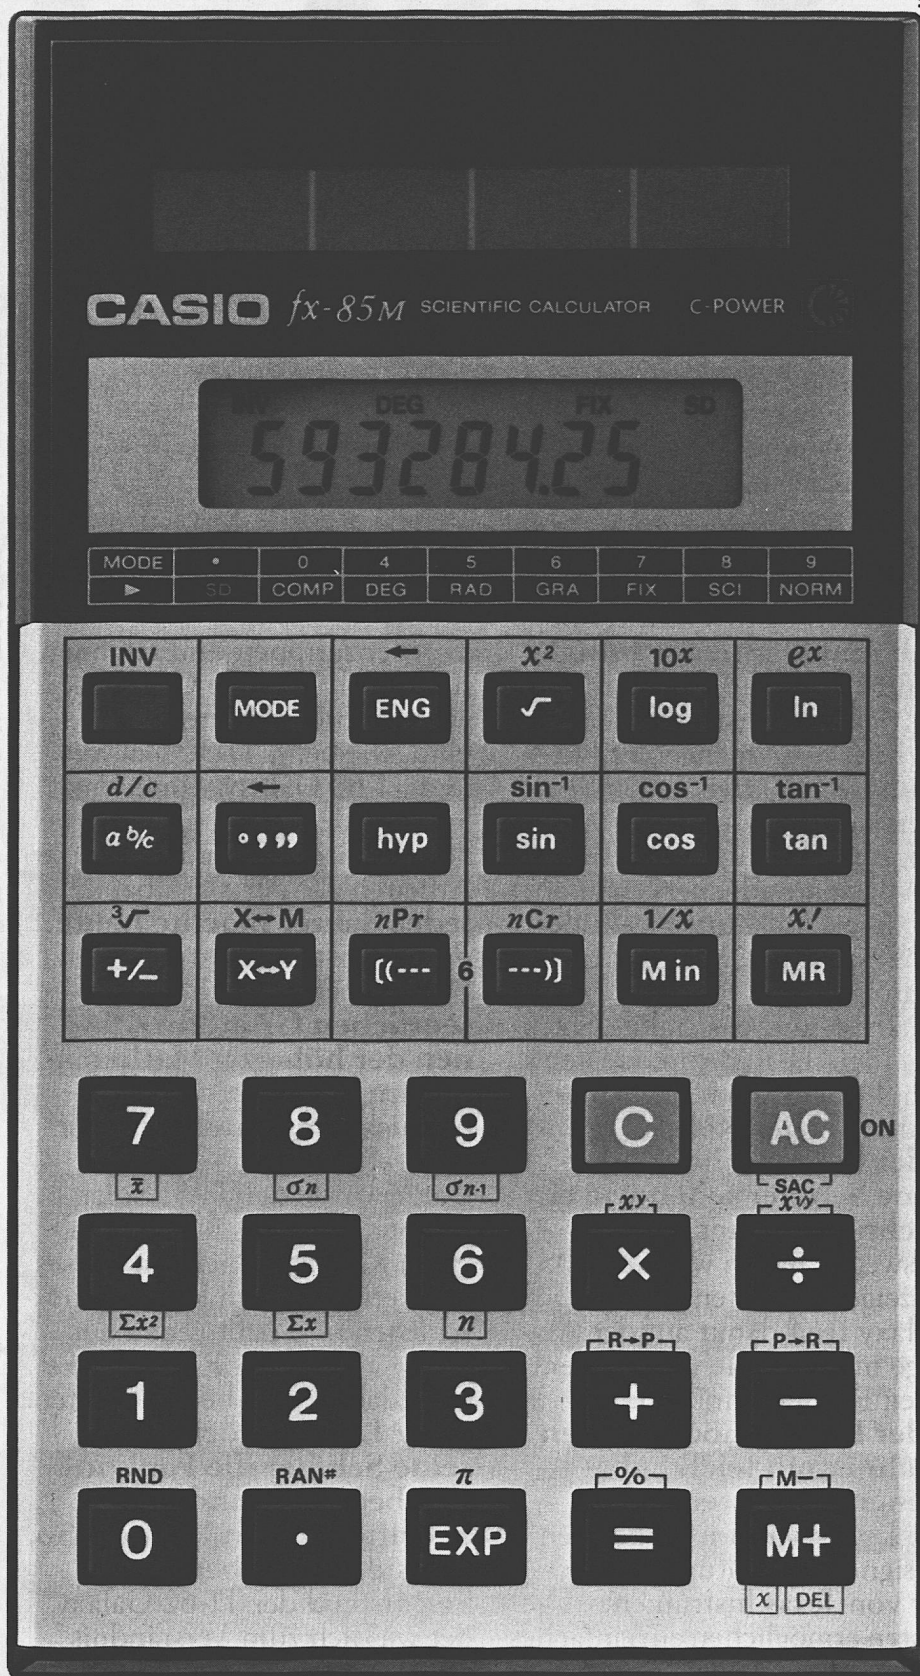 CASIO fx-85M SCIENTIFIC CALCULATOR C-POWER
INV DEG FIX SD
593284.25
MODE • 0 4 5 6 7 8 9
▶ SD COMP DEG RAD GRA FIX SCI NORM
INV ← x² 10ˣ eˣ
MODE ENG √ log ln
d/c ← sin⁻¹ cos⁻¹ tan⁻¹
a b/c ° ’ ’’ hyp sin cos tan
³√ X↔M nPr nCr 1/x x!
+/− X↔Y [(--- 6 ---)] M in MR
7 8 9 C AC ON
x̄ σn σn-1 SAC
xʸ x¹/ʸ
4 5 6 × ÷
Σx² Σx n
R→P P→R
1 2 3 + −
RND RAN# π % M−
0 • EXP = M+
x DEL